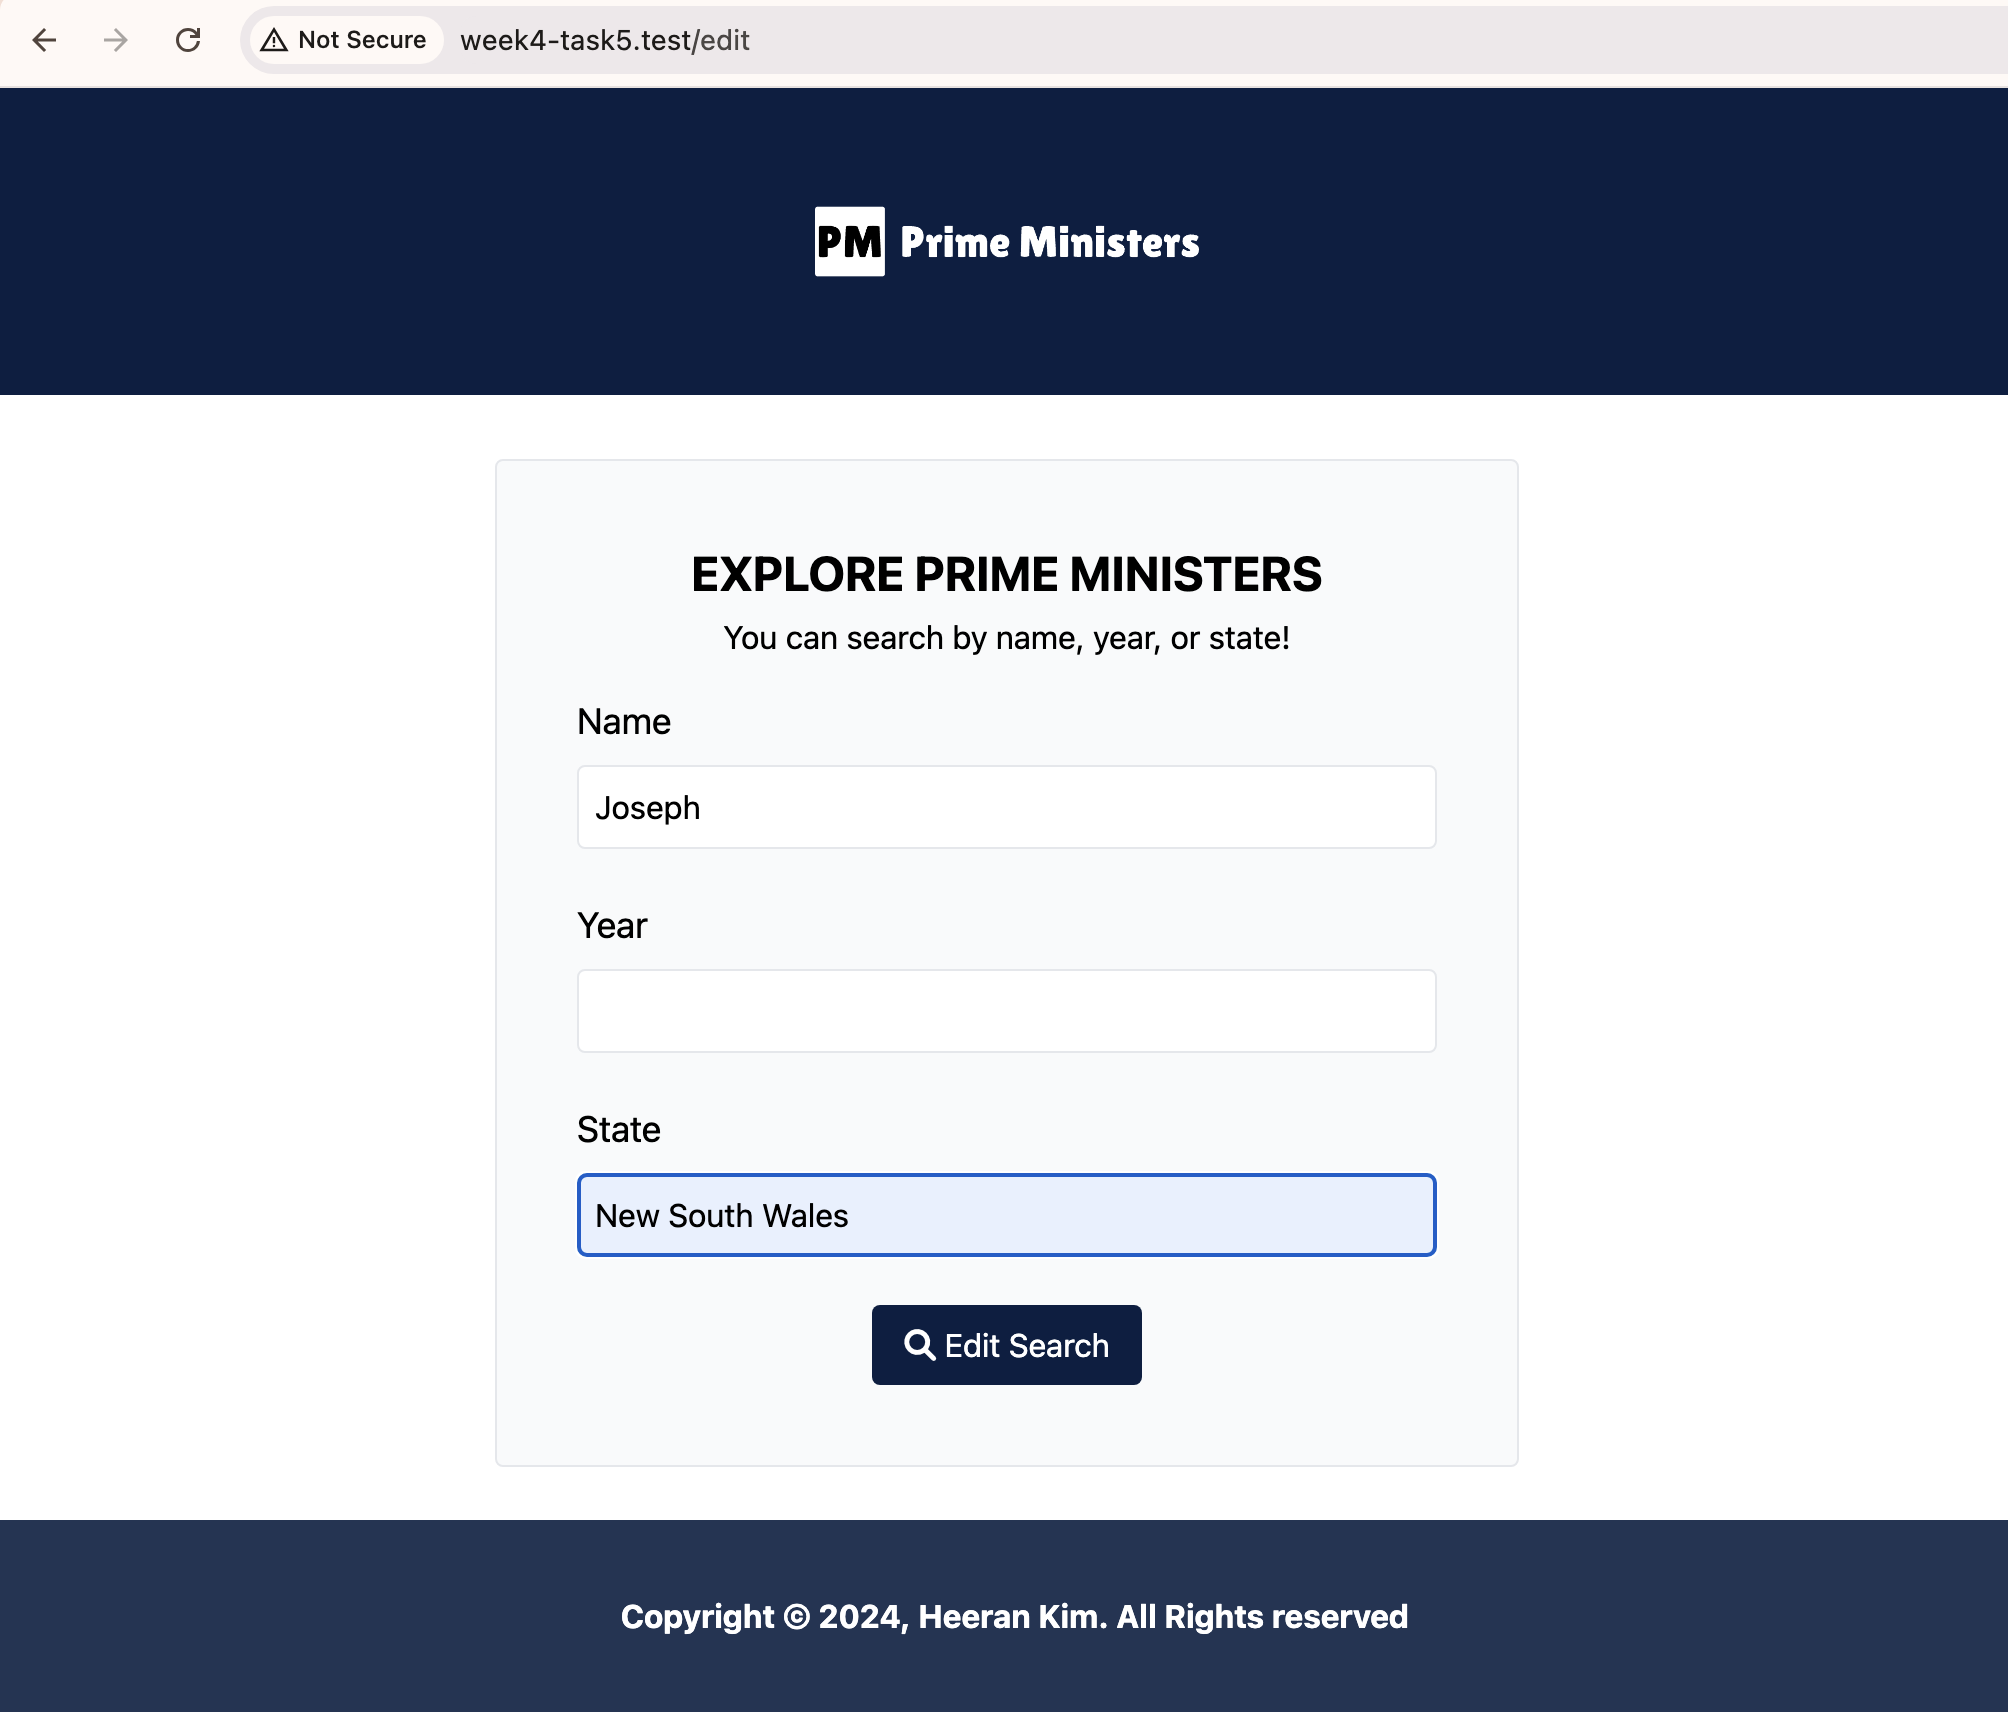 Not Secure week4-task5.test/edit
PM Prime Ministers
EXPLORE PRIME MINISTERS
You can search by name, year, or state!
Name
Joseph
Year
State
New South Wales
Edit Search
Copyright © 2024, Heeran Kim. All Rights reserved